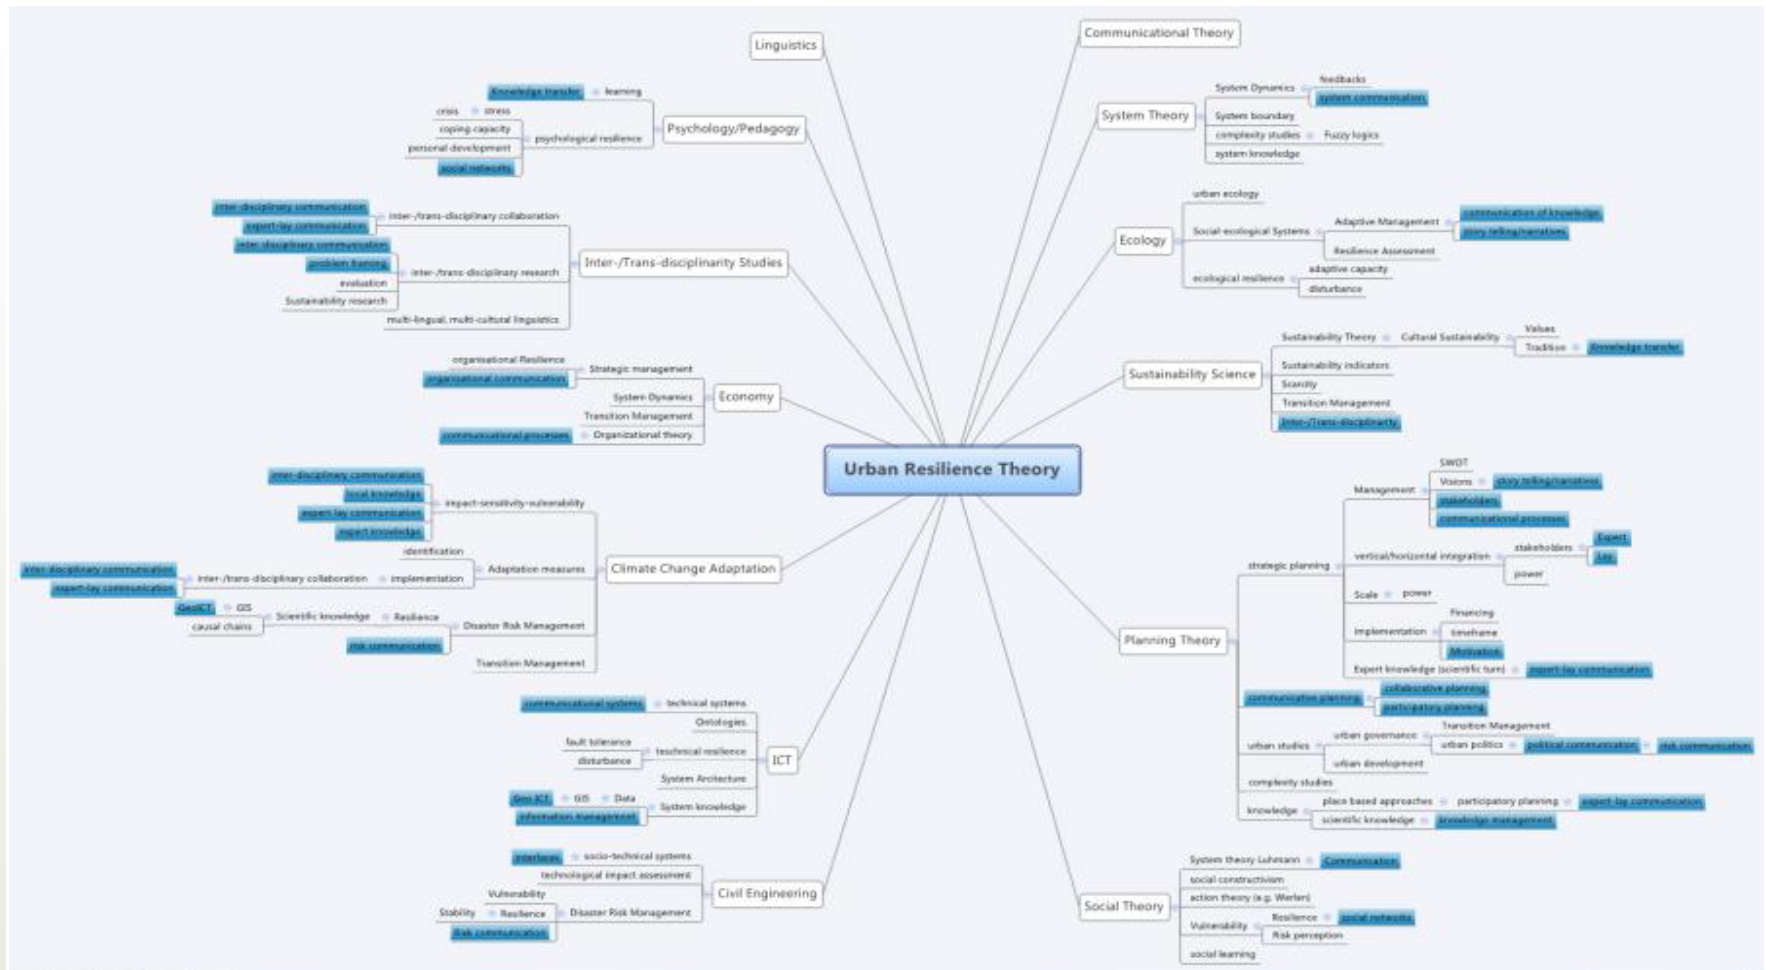 Urban Resilience Theory
Linguistics
Psychology/Pedagogy
learning
Knowledge transfer
psychological resilience
stress
crisis
coping capacity
personal development
social networks
Inter-/Trans-disciplinarity Studies
inter-/trans-disciplinary collaboration
inter-disciplinary communication
expert-lay communication
inter-/trans-disciplinary research
inter-disciplinary communication
problem framing
evaluation
Sustainability research
multi-lingual, multi-cultural linguistics
Economy
Strategic management
organisational Resilience
organisational communication
System Dynamics
Transition Management
Organizational theory
communicational processes
Climate Change Adaptation
impact-sensitivity-vulnerability
inter-disciplinary communication
local knowledge
expert-lay communication
expert knowledge
Adaptation measures
identification
implementation
inter-/trans-disciplinary collaboration
inter-disciplinary communication
expert-lay communication
Disaster Risk Management
Resilience
Scientific knowledge
GIS
GeoICT
causal chains
risk communication
Transition Management
ICT
technical systems
communicational systems
Ontologies
technical resilience
fault tolerance
disturbance
System Arcitecture
System knowledge
Data
GIS
Geo ICT
information management
Civil Engineering
socio-technical systems
interfaces
technological impact assessment
Disaster Risk Management
Vulnerability
Resilience
Stability
Risk communication
Communicational Theory
System Theory
System Dynamics
feedbacks
system communication
System boundary
complexity studies
Fuzzy logics
system knowledge
Ecology
urban ecology
Social-ecological Systems
Adaptive Management
communication of knowledge
story telling/narratives
Resilience Assessment
ecological resilience
adaptive capacity
disturbance
Sustainability Science
Sustainability Theory
Cultural Sustainability
Values
Tradition
Knowledge transfer
Sustainability indicators
Scarcity
Transition Management
Inter-/Trans-disciplinarity
Planning Theory
strategic planning
Management
SWOT
Visions
story telling/narratives
stakeholders
communicational processes
vertical/horizontal integration
stakeholders
Expert
Lay
power
Scale
power
implementation
Financing
timeframe
Motivation
Expert knowledge (scientific turn)
expert-lay communication
communicative planning
collaborative planning
participatory planning
urban studies
urban governance
Transition Management
urban politics
political communication
risk communication
urban development
complexity studies
knowledge
place based approaches
participatory planning
expert-lay communication
scientific knowledge
knowledge management
Social Theory
System theory Luhmann
Communication
social constructivism
action theory (e.g. Werlen)
Vulnerability
Resilience
social networks
Risk perception
social learning